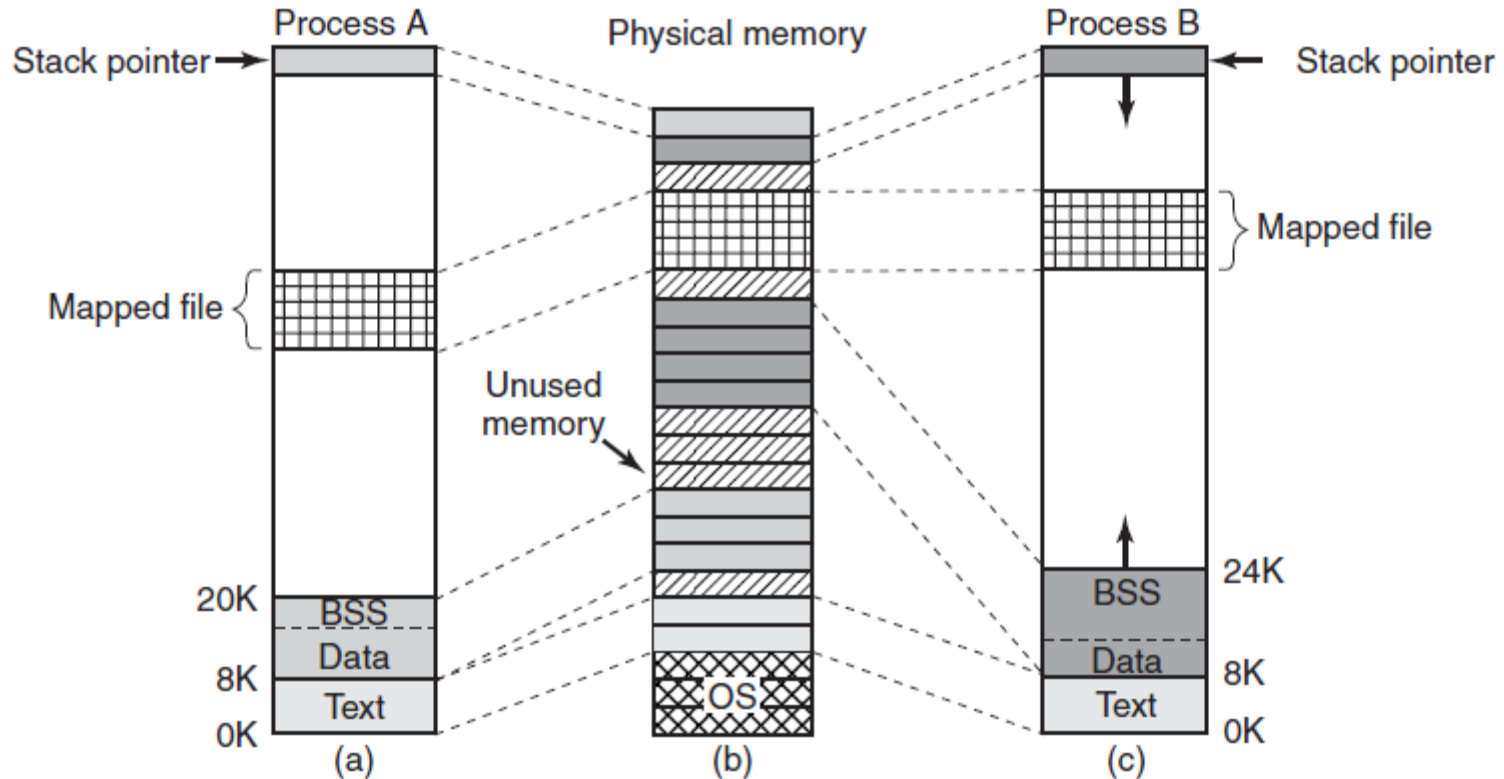 Process A
Physical memory
Process B
Stack pointer
Stack pointer
Mapped file
Mapped file
Unused
memory
20K
BSS
Data
8K
Text
0K
OS
24K
BSS
Data
8K
Text
0K
(a)
(b)
(c)